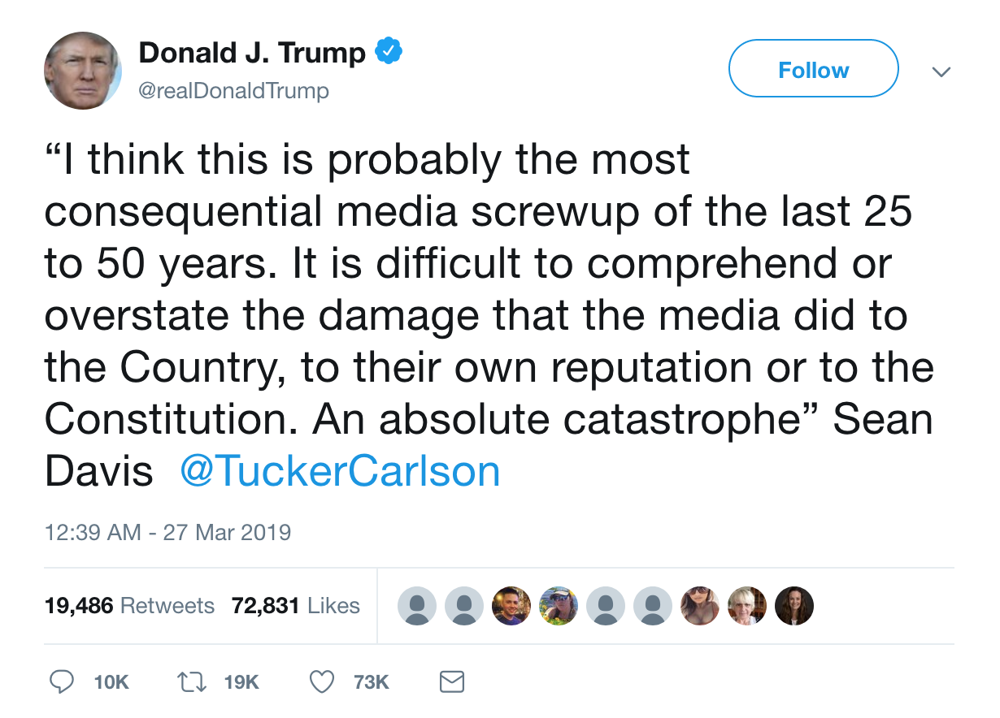 Donald J. Trump
@realDonaldTrump
Follow
“I think this is probably the most
consequential media screwup of the last 25
to 50 years. It is difficult to comprehend or
overstate the damage that the media did to
the Country, to their own reputation or to the
Constitution. An absolute catastrophe” Sean
Davis  @TuckerCarlson
12:39 AM - 27 Mar 2019
19,486 Retweets 72,831 Likes
10K 19K 73K